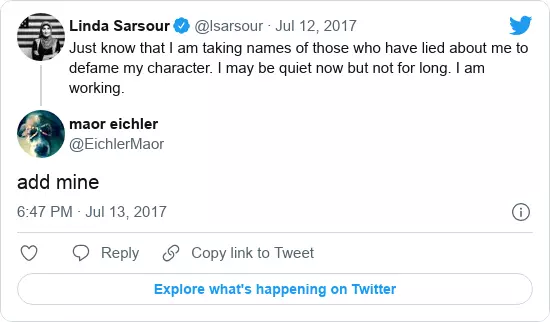 Linda Sarsour @lsarsour · Jul 12, 2017
Just know that I am taking names of those who have lied about me to
defame my character. I may be quiet now but not for long. I am
working.
maor eichler
@EichlerMaor
add mine
6:47 PM · Jul 13, 2017
Reply Copy link to Tweet
Explore what's happening on Twitter